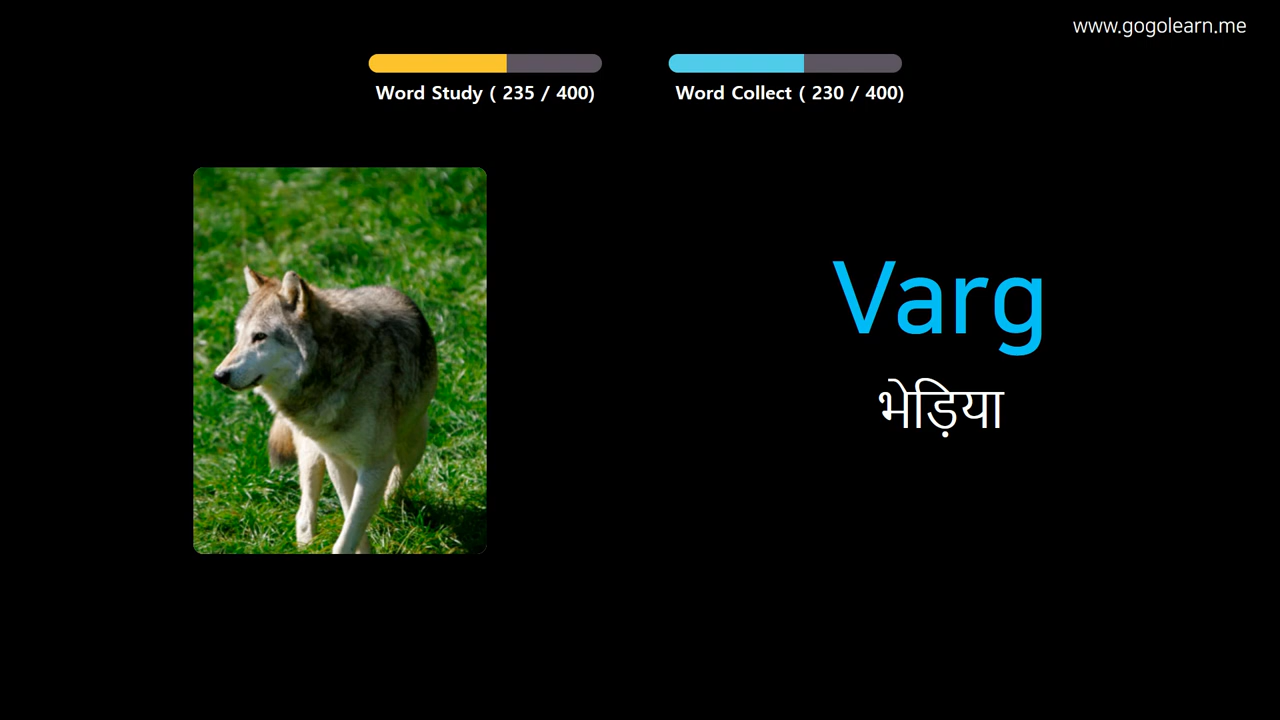 www.gogolearn.me
Word Study ( 235 / 400)
Word Collect ( 230 / 400)
Varg
भेड़िया